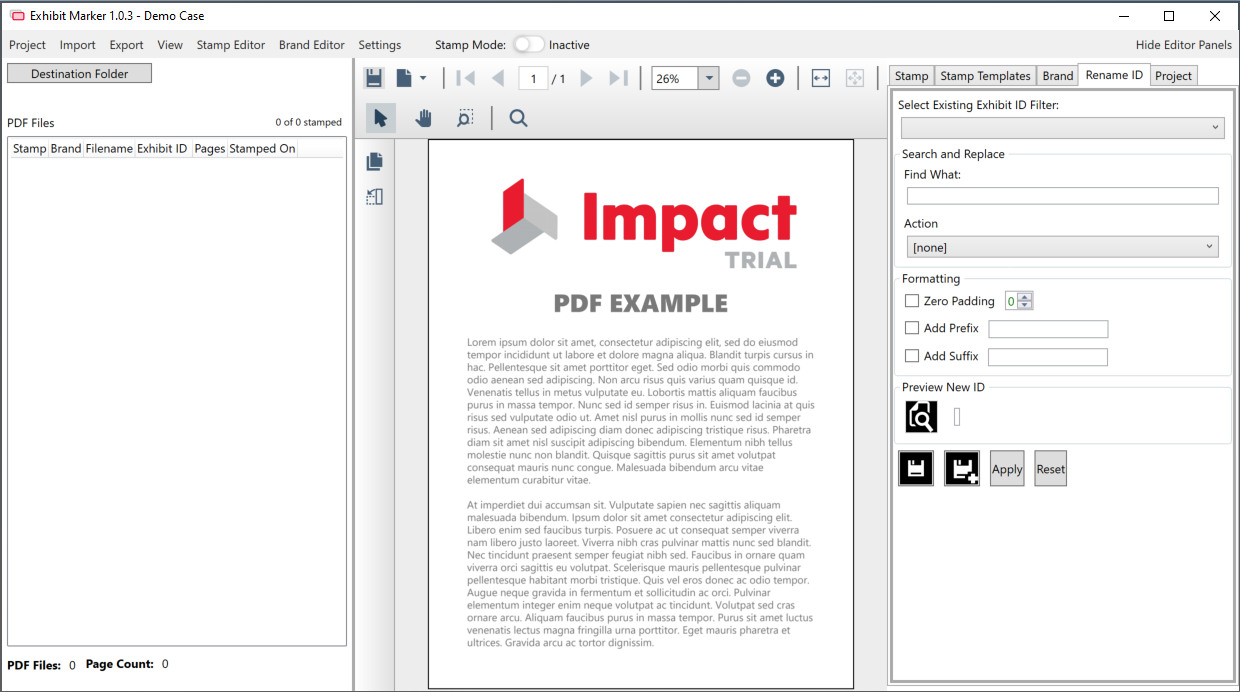 Exhibit Marker 1.0.3 - Demo Case
Project Import Export View Stamp Editor Brand Editor Settings Stamp Mode: Inactive Hide Editor Panels
Destination Folder
PDF Files 0 of 0 stamped
Stamp Brand Filename Exhibit ID Pages Stamped On
PDF Files: 0 Page Count: 0
1 / 1 26%
Impact
TRIAL
PDF EXAMPLE
Lorem ipsum dolor sit amet, consectetur adipiscing elit, sed do eiusmod
tempor incididunt ut labore et dolore magna aliqua. Blandit turpis cursus in
hac. Pellentesque sit amet porttitor eget. Sed odio morbi quis commodo
odio aenean sed adipiscing. Non arcu risus quis varius quam quisque id.
Venenatis tellus in metus vulputate eu. Lobortis mattis aliquam faucibus
purus in massa tempor. Nunc sed id semper risus in. Euismod lacinia at quis
risus sed vulputate odio ut. Amet nisl purus in mollis nunc sed id semper
risus. Aenean sed adipiscing diam donec adipiscing tristique risus. Pharetra
diam sit amet nisl suscipit adipiscing bibendum. Elementum nibh tellus
molestie nunc non blandit. Quisque sagittis purus sit amet volutpat
consequat mauris nunc congue. Malesuada bibendum arcu vitae
elementum curabitur vitae.
At imperdiet dui accumsan sit. Vulputate sapien nec sagittis aliquam
malesuada bibendum. Ipsum dolor sit amet consectetur adipiscing elit.
Libero enim sed faucibus turpis. Posuere ac ut consequat semper viverra
nam libero justo laoreet. Viverra nibh cras pulvinar mattis nunc sed blandit.
Nec tincidunt praesent semper feugiat nibh sed. Faucibus in ornare quam
viverra orci sagittis eu volutpat. Scelerisque mauris pellentesque pulvinar
pellentesque habitant morbi tristique. Quis vel eros donec ac odio tempor.
Augue neque gravida in fermentum et sollicitudin ac orci. Pulvinar
elementum integer enim neque volutpat ac tincidunt. Volutpat sed cras
ornare arcu. Aliquam faucibus purus in massa tempor. Purus sit amet luctus
venenatis lectus magna fringilla urna porttitor. Eget mauris pharetra et
ultrices. Gravida arcu ac tortor dignissim.
Stamp Stamp Templates Brand Rename ID Project
Select Existing Exhibit ID Filter:
Search and Replace
Find What:
Action
[none]
Formatting
Zero Padding 0
Add Prefix
Add Suffix
Preview New ID
Apply Reset